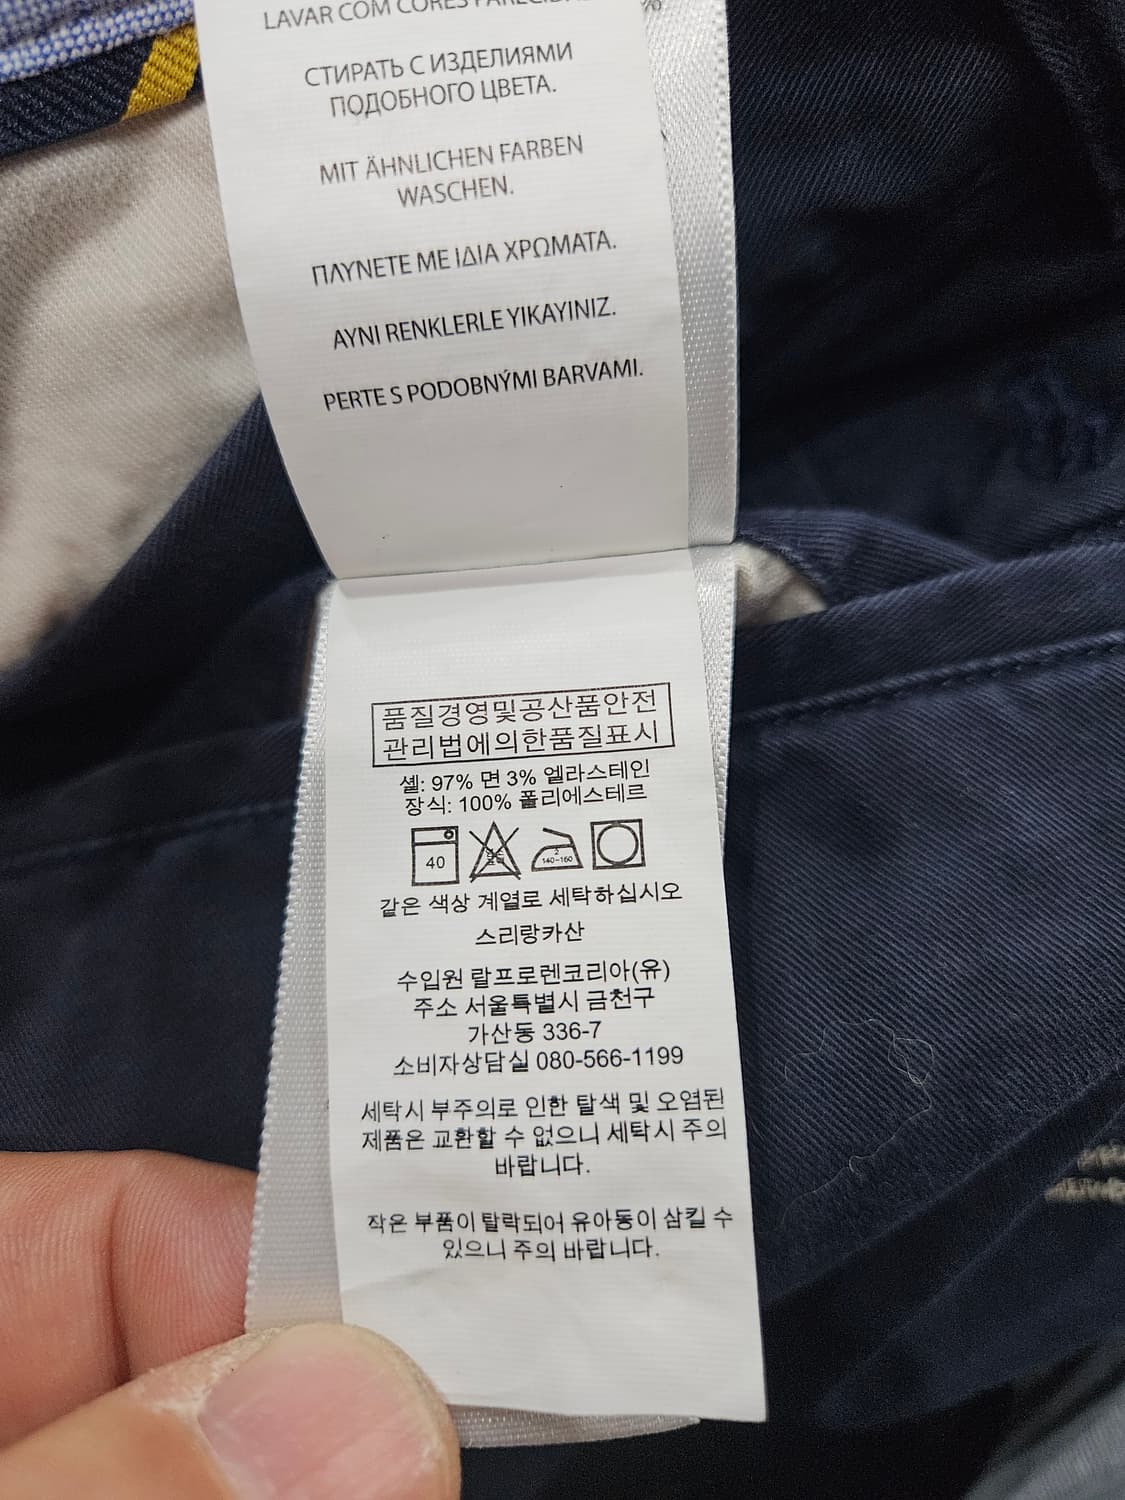 LAVAR COM CORES
СТИРАТЬ С ИЗДЕЛИЯМИ
ПОДОБНОГО ЦВЕТА.
MIT ÄHNLICHEN FARBEN
WASCHEN.
ΠΛΥΝΕΤΕ ΜΕ ΙΔΙΑ ΧΡΩΜΑΤΑ.
AYNI RENKLERLE YIKAYINIZ.
PERTE S PODOBNÝMI BARVAMI.
품질경영및공산품안전
관리법에의한품질표시
셸: 97% 면 3% 엘라스테인
장식: 100% 폴리에스테르
40
2
140~160
같은 색상 계열로 세탁하십시오
스리랑카산
수입원 랄프로렌코리아(유)
주소 서울특별시 금천구
가산동 336-7
소비자상담실 080-566-1199
세탁시 부주의로 인한 탈색 및 오염된
제품은 교환할 수 없으니 세탁시 주의
바랍니다.
작은 부품이 탈락되어 유아동이 삼킬 수
있으니 주의 바랍니다.